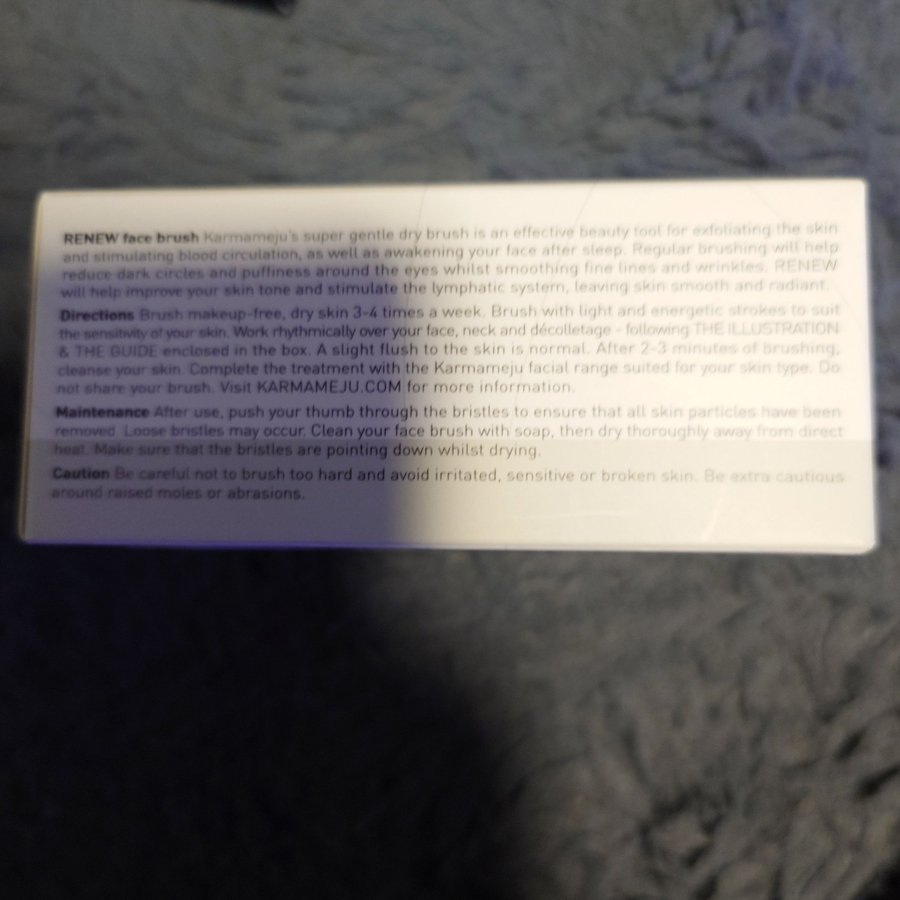 RENEW face brush Karmameju's super gentle dry brush is an effective beauty tool for exfoliating the skin
and stimulating blood circulation, as well as awakening your face after sleep. Regular brushing will help
reduce dark circles and puffiness around the eyes whilst smoothing fine lines and wrinkles. RENEW
will help improve your skin tone and stimulate the lymphatic system, leaving skin smooth and radiant.
Directions Brush makeup-free, dry skin 3-4 times a week. Brush with light and energetic strokes to suit
the sensitivity of your skin. Work rhythmically over your face, neck and décolletage - following THE ILLUSTRATION
& THE GUIDE enclosed in the box. A slight flush to the skin is normal. After 2-3 minutes of brushing,
cleanse your skin. Complete the treatment with the Karmameju facial range suited for your skin type. Do
not share your brush. Visit KARMAMEJU.COM for more information.
Maintenance After use, push your thumb through the bristles to ensure that all skin particles have been
removed. Loose bristles may occur. Clean your face brush with soap, then dry thoroughly away from direct
heat. Make sure that the bristles are pointing down whilst drying.
Caution Be careful not to brush too hard and avoid irritated, sensitive or broken skin. Be extra cautious
around raised moles or abrasions.